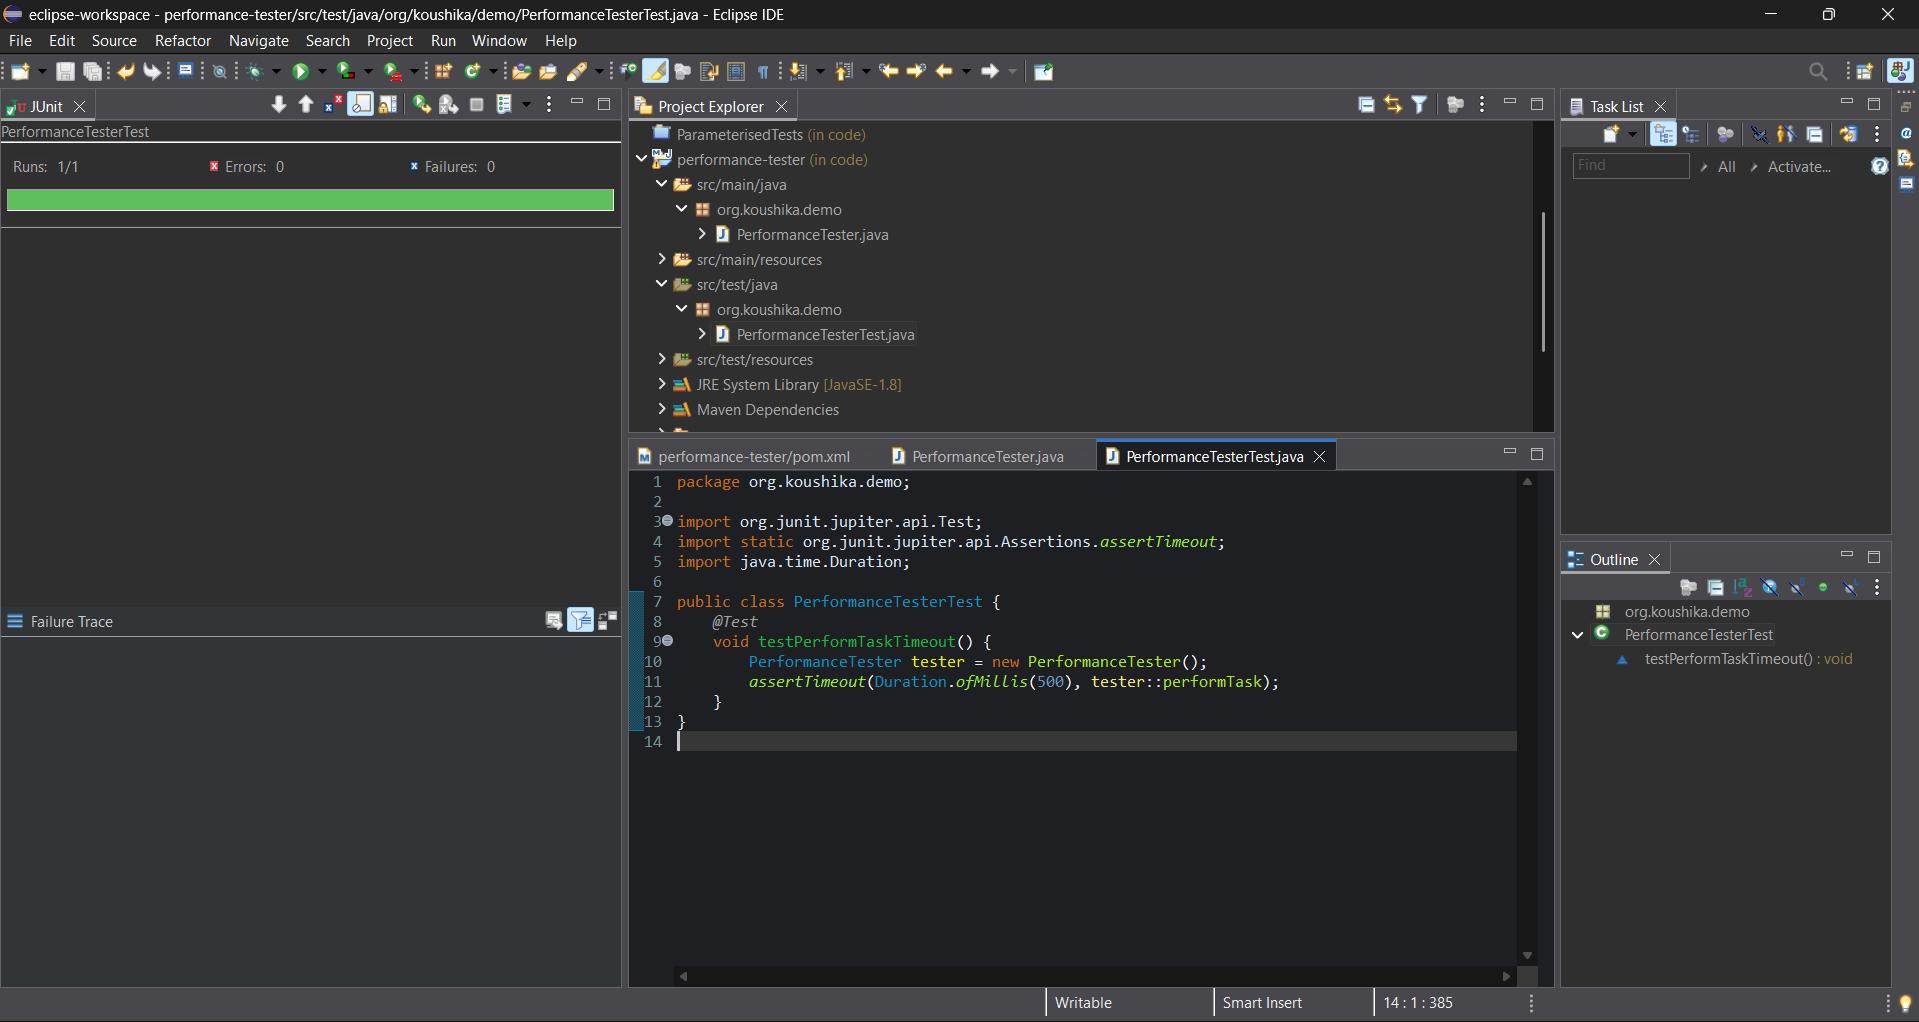 eclipse-workspace - performance-tester/src/test/java/org/koushika/demo/PerformanceTesterTest.java - Eclipse IDE
File Edit Source Refactor Navigate Search Project Run Window Help
JUnit
PerformanceTesterTest
Runs: 1/1 Errors: 0 Failures: 0
Failure Trace
Project Explorer
ParameterisedTests (in code)
performance-tester (in code)
src/main/java
org.koushika.demo
PerformanceTester.java
src/main/resources
src/test/java
org.koushika.demo
PerformanceTesterTest.java
src/test/resources
JRE System Library [JavaSE-1.8]
Maven Dependencies
performance-tester/pom.xml PerformanceTester.java PerformanceTesterTest.java
1 package org.koushika.demo;
2
3 import org.junit.jupiter.api.Test;
4 import static org.junit.jupiter.api.Assertions.assertTimeout;
5 import java.time.Duration;
6
7 public class PerformanceTesterTest {
8 @Test
9 void testPerformTaskTimeout() {
10 PerformanceTester tester = new PerformanceTester();
11 assertTimeout(Duration.ofMillis(500), tester::performTask);
12 }
13 }
14
Task List
Find All Activate...
Outline
org.koushika.demo
PerformanceTesterTest
testPerformTaskTimeout() : void
Writable Smart Insert 14 : 1 : 385